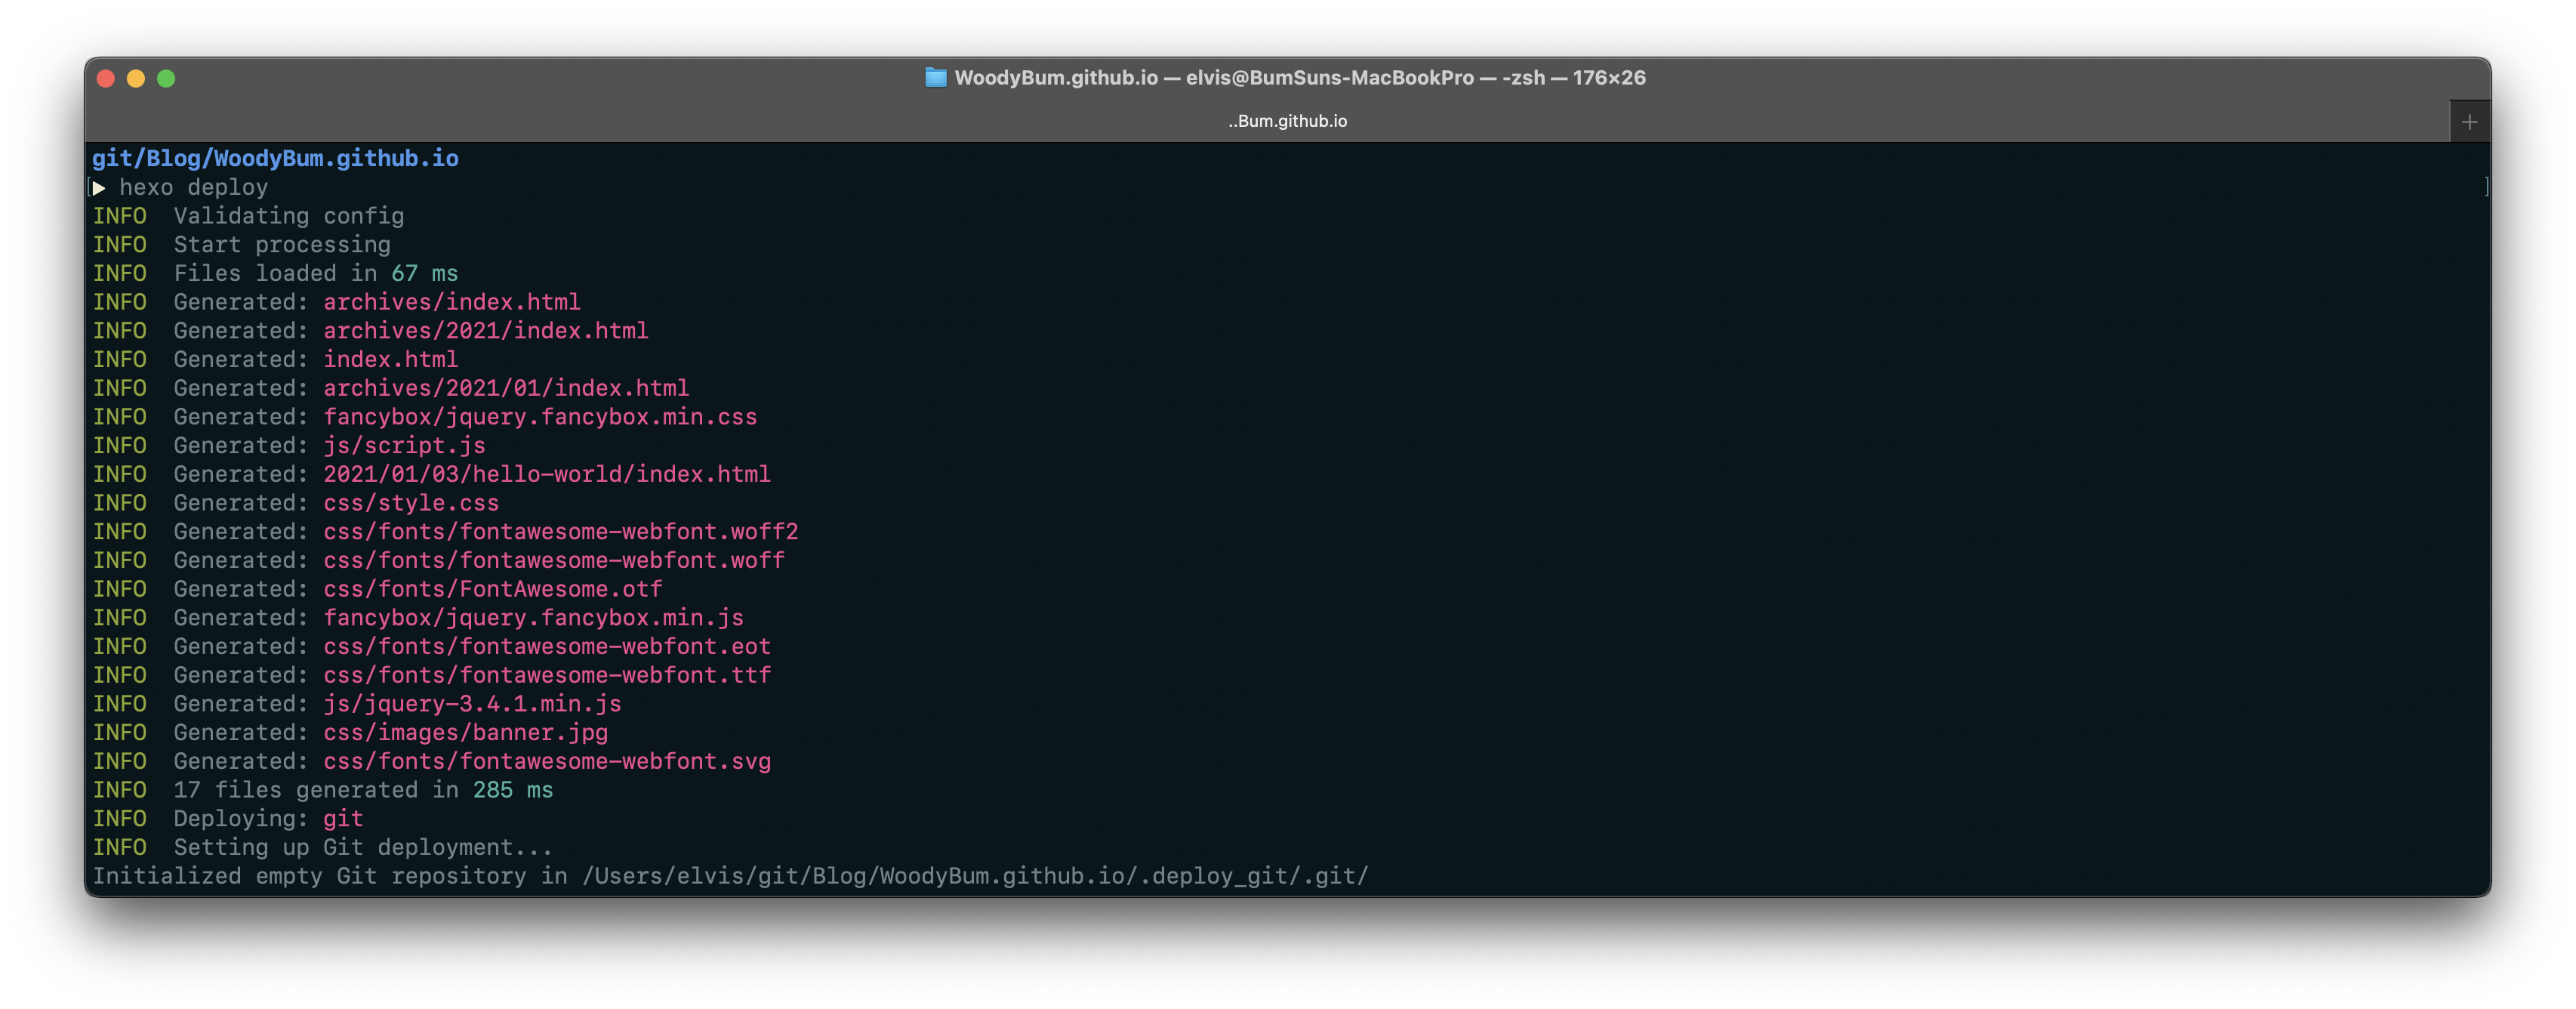 WoodyBum.github.io — elvis@BumSuns-MacBookPro — -zsh — 176×26
..Bum.github.io
git/Blog/WoodyBum.github.io
[▶ hexo deploy ]
INFO  Validating config
INFO  Start processing
INFO  Files loaded in 67 ms
INFO  Generated: archives/index.html
INFO  Generated: archives/2021/index.html
INFO  Generated: index.html
INFO  Generated: archives/2021/01/index.html
INFO  Generated: fancybox/jquery.fancybox.min.css
INFO  Generated: js/script.js
INFO  Generated: 2021/01/03/hello-world/index.html
INFO  Generated: css/style.css
INFO  Generated: css/fonts/fontawesome-webfont.woff2
INFO  Generated: css/fonts/fontawesome-webfont.woff
INFO  Generated: css/fonts/FontAwesome.otf
INFO  Generated: fancybox/jquery.fancybox.min.js
INFO  Generated: css/fonts/fontawesome-webfont.eot
INFO  Generated: css/fonts/fontawesome-webfont.ttf
INFO  Generated: js/jquery-3.4.1.min.js
INFO  Generated: css/images/banner.jpg
INFO  Generated: css/fonts/fontawesome-webfont.svg
INFO  17 files generated in 285 ms
INFO  Deploying: git
INFO  Setting up Git deployment...
Initialized empty Git repository in /Users/elvis/git/Blog/WoodyBum.github.io/.deploy_git/.git/